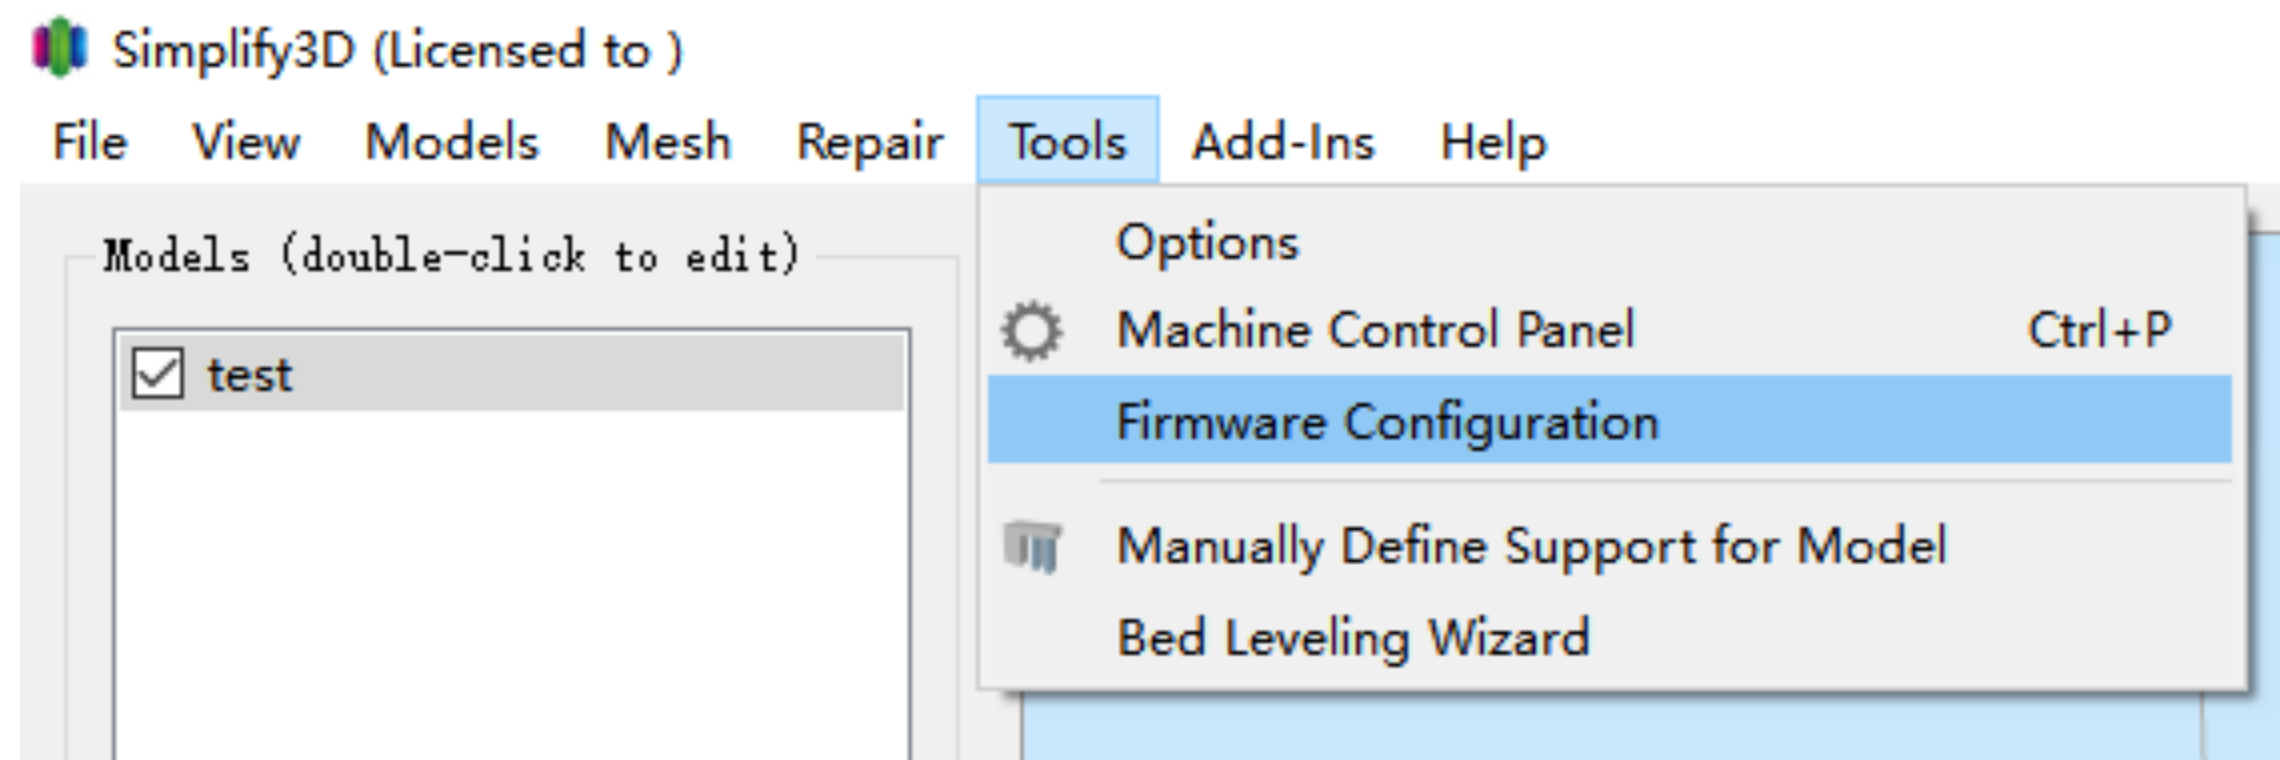 Simplify3D (Licensed to )
File View Models Mesh Repair Tools Add-Ins Help
Models (double-click to edit)
test
Options
Machine Control Panel Ctrl+P
Firmware Configuration
Manually Define Support for Model
Bed Leveling Wizard